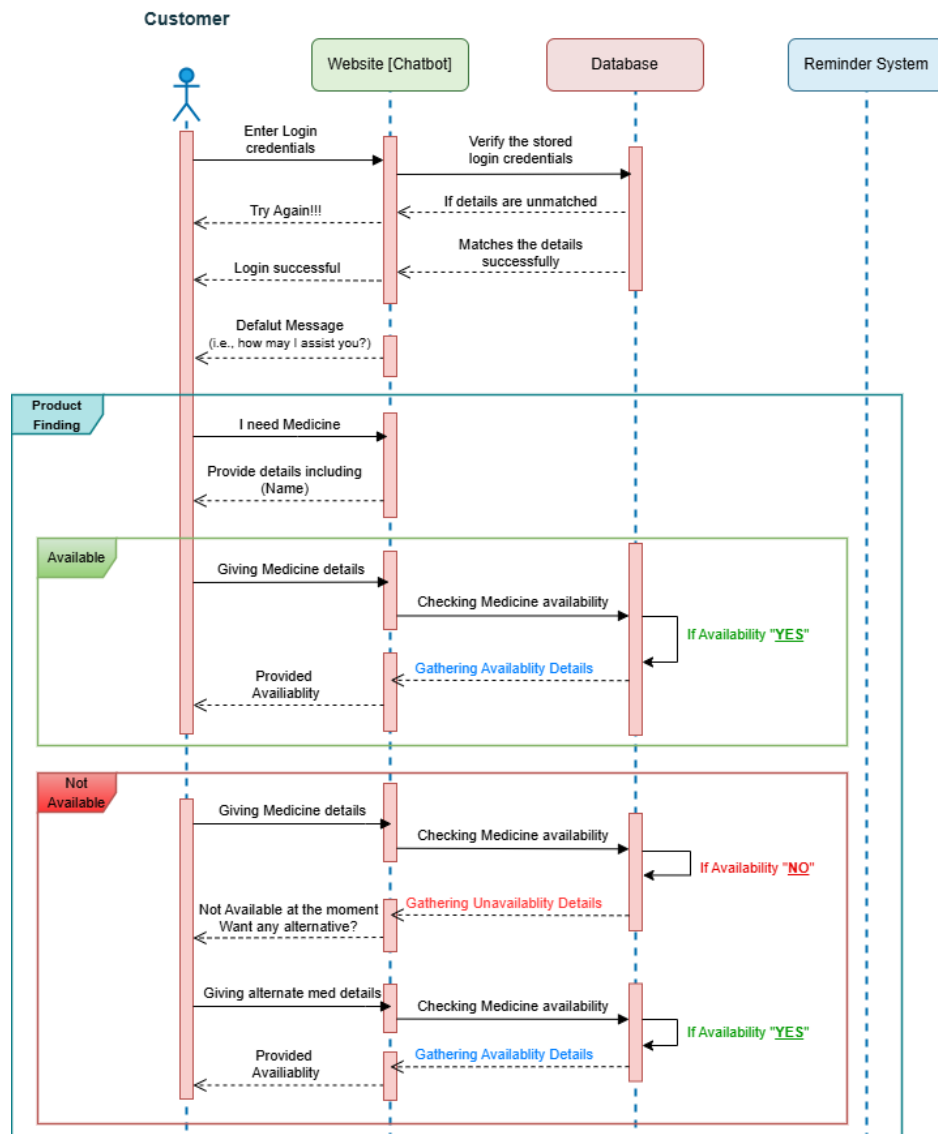 Customer
Website [Chatbot]
Database
Reminder System
Enter Login
credentials
Verify the stored
login credentials
If details are unmatched
Try Again!!!
Matches the details
successfully
Login successful
Defalut Message
(i.e., how may I assist you?)
Product
Finding
I need Medicine
Provide details including
(Name)
Available
Giving Medicine details
Checking Medicine availability
If Availability "YES"
Gathering Availablity Details
Provided
Availiablity
Not
Available
Giving Medicine details
Checking Medicine availability
If Availability "NO"
Gathering Unavailablity Details
Not Available at the moment
Want any alternative?
Giving alternate med details
Checking Medicine availability
If Availability "YES"
Gathering Availablity Details
Provided
Availiablity